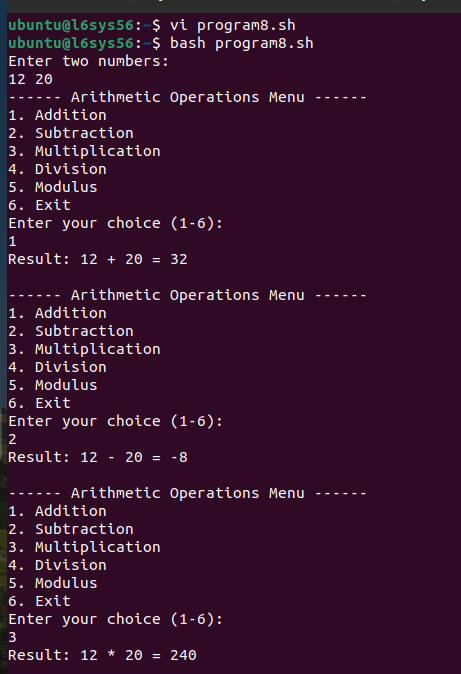 ubuntu@l6sys56:~$ vi program8.sh
ubuntu@l6sys56:~$ bash program8.sh
Enter two numbers:
12 20
------ Arithmetic Operations Menu ------
1. Addition
2. Subtraction
3. Multiplication
4. Division
5. Modulus
6. Exit
Enter your choice (1-6):
1
Result: 12 + 20 = 32

------ Arithmetic Operations Menu ------
1. Addition
2. Subtraction
3. Multiplication
4. Division
5. Modulus
6. Exit
Enter your choice (1-6):
2
Result: 12 - 20 = -8

------ Arithmetic Operations Menu ------
1. Addition
2. Subtraction
3. Multiplication
4. Division
5. Modulus
6. Exit
Enter your choice (1-6):
3
Result: 12 * 20 = 240